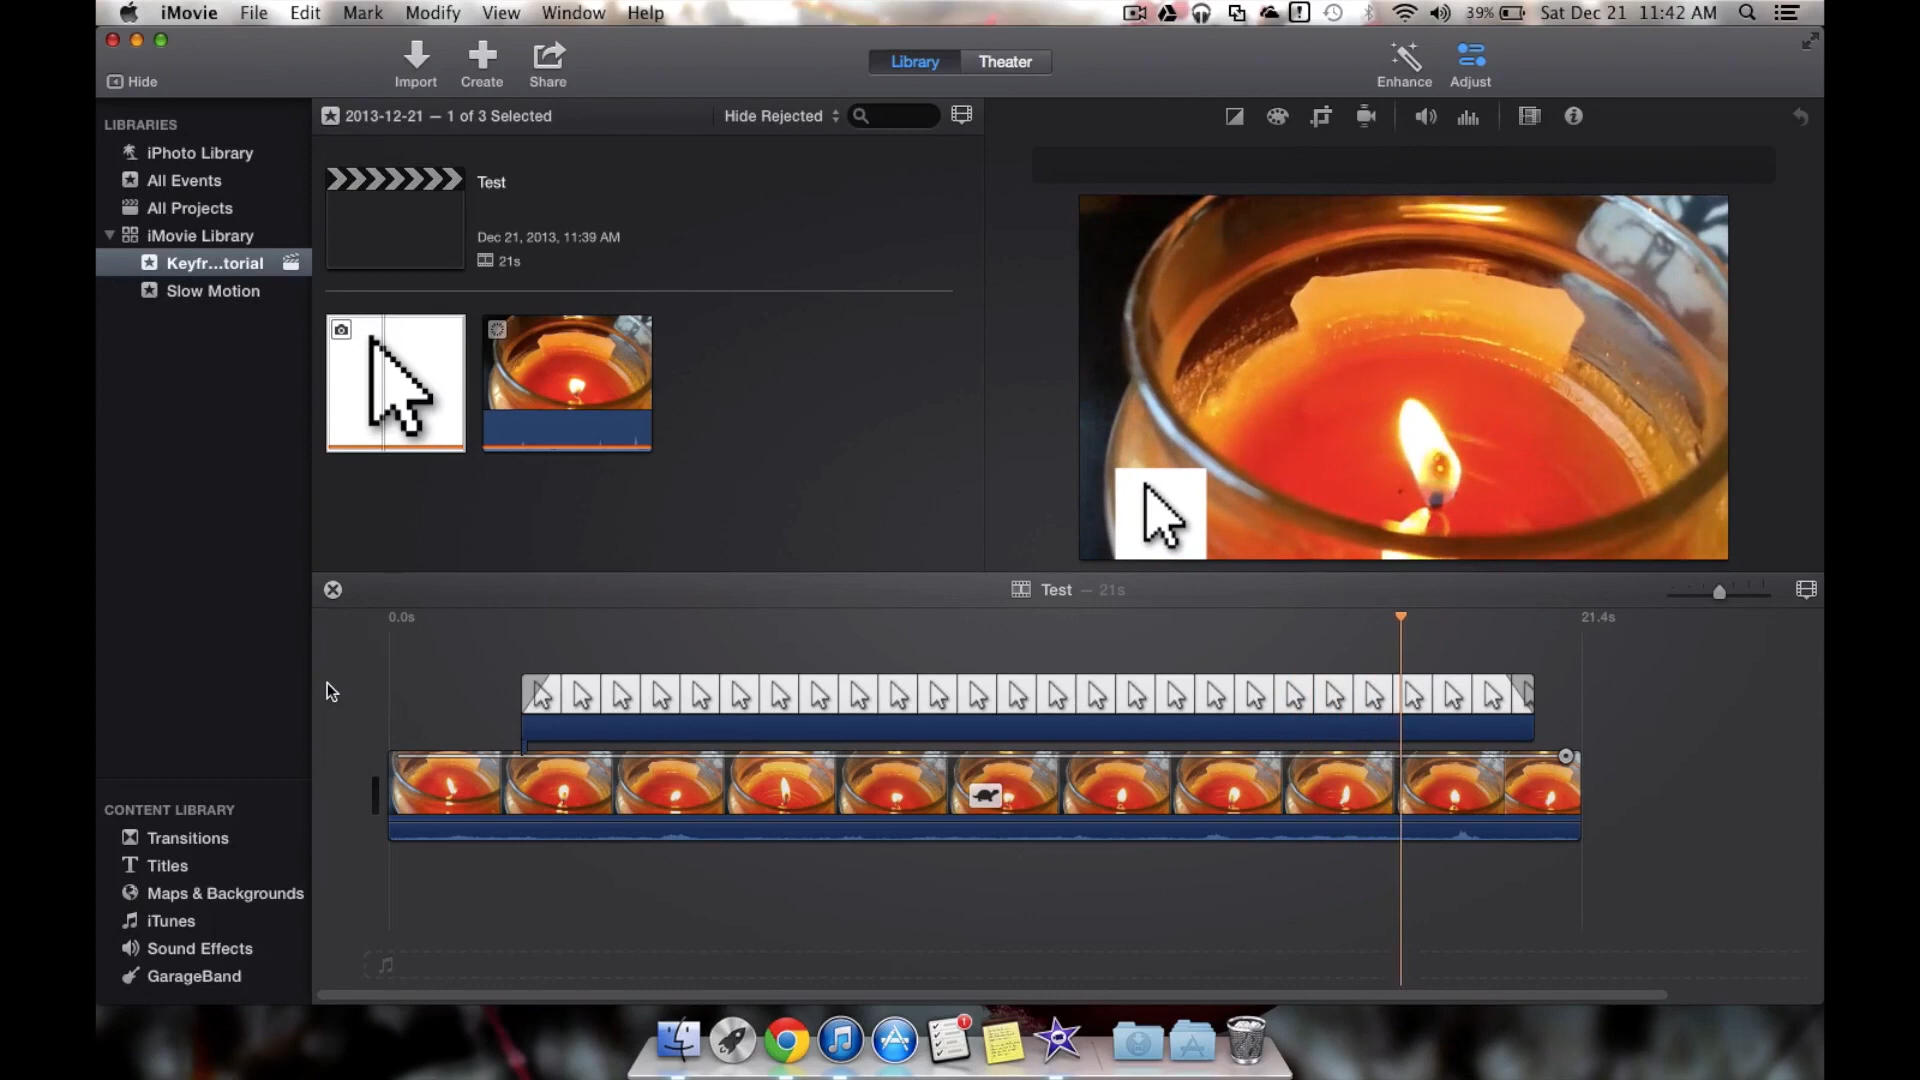 iMovie File Edit Mark Modify View Window Help 39% Sat Dec 21 11:42 AM
Import Create Share Library Theater Enhance Adjust
Hide
LIBRARIES
iPhoto Library
All Events
All Projects
iMovie Library
Keyfr...torial
Slow Motion
2013-12-21 — 1 of 3 Selected Hide Rejected
Test
Dec 21, 2013, 11:39 AM
21s
Test — 21s
0.0s 21.4s
CONTENT LIBRARY
Transitions
Titles
Maps & Backgrounds
iTunes
Sound Effects
GarageBand
1